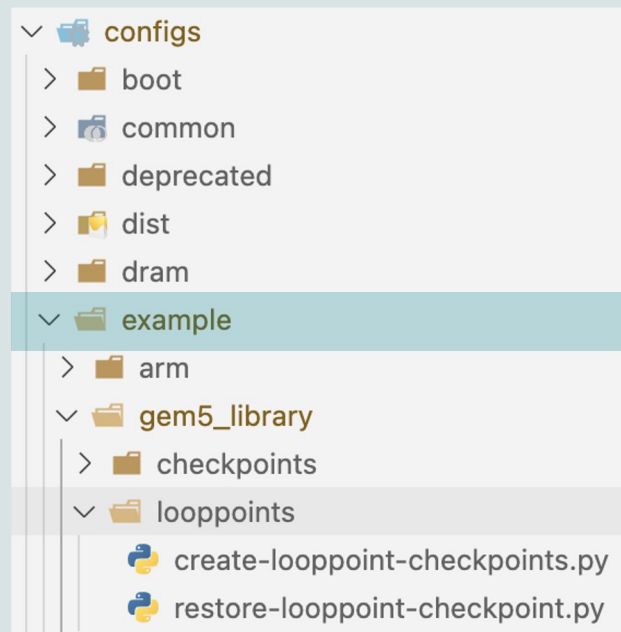 configs
boot
common
deprecated
dist
dram
example
arm
gem5_library
checkpoints
looppoints
create-looppoint-checkpoints.py
restore-looppoint-checkpoint.py